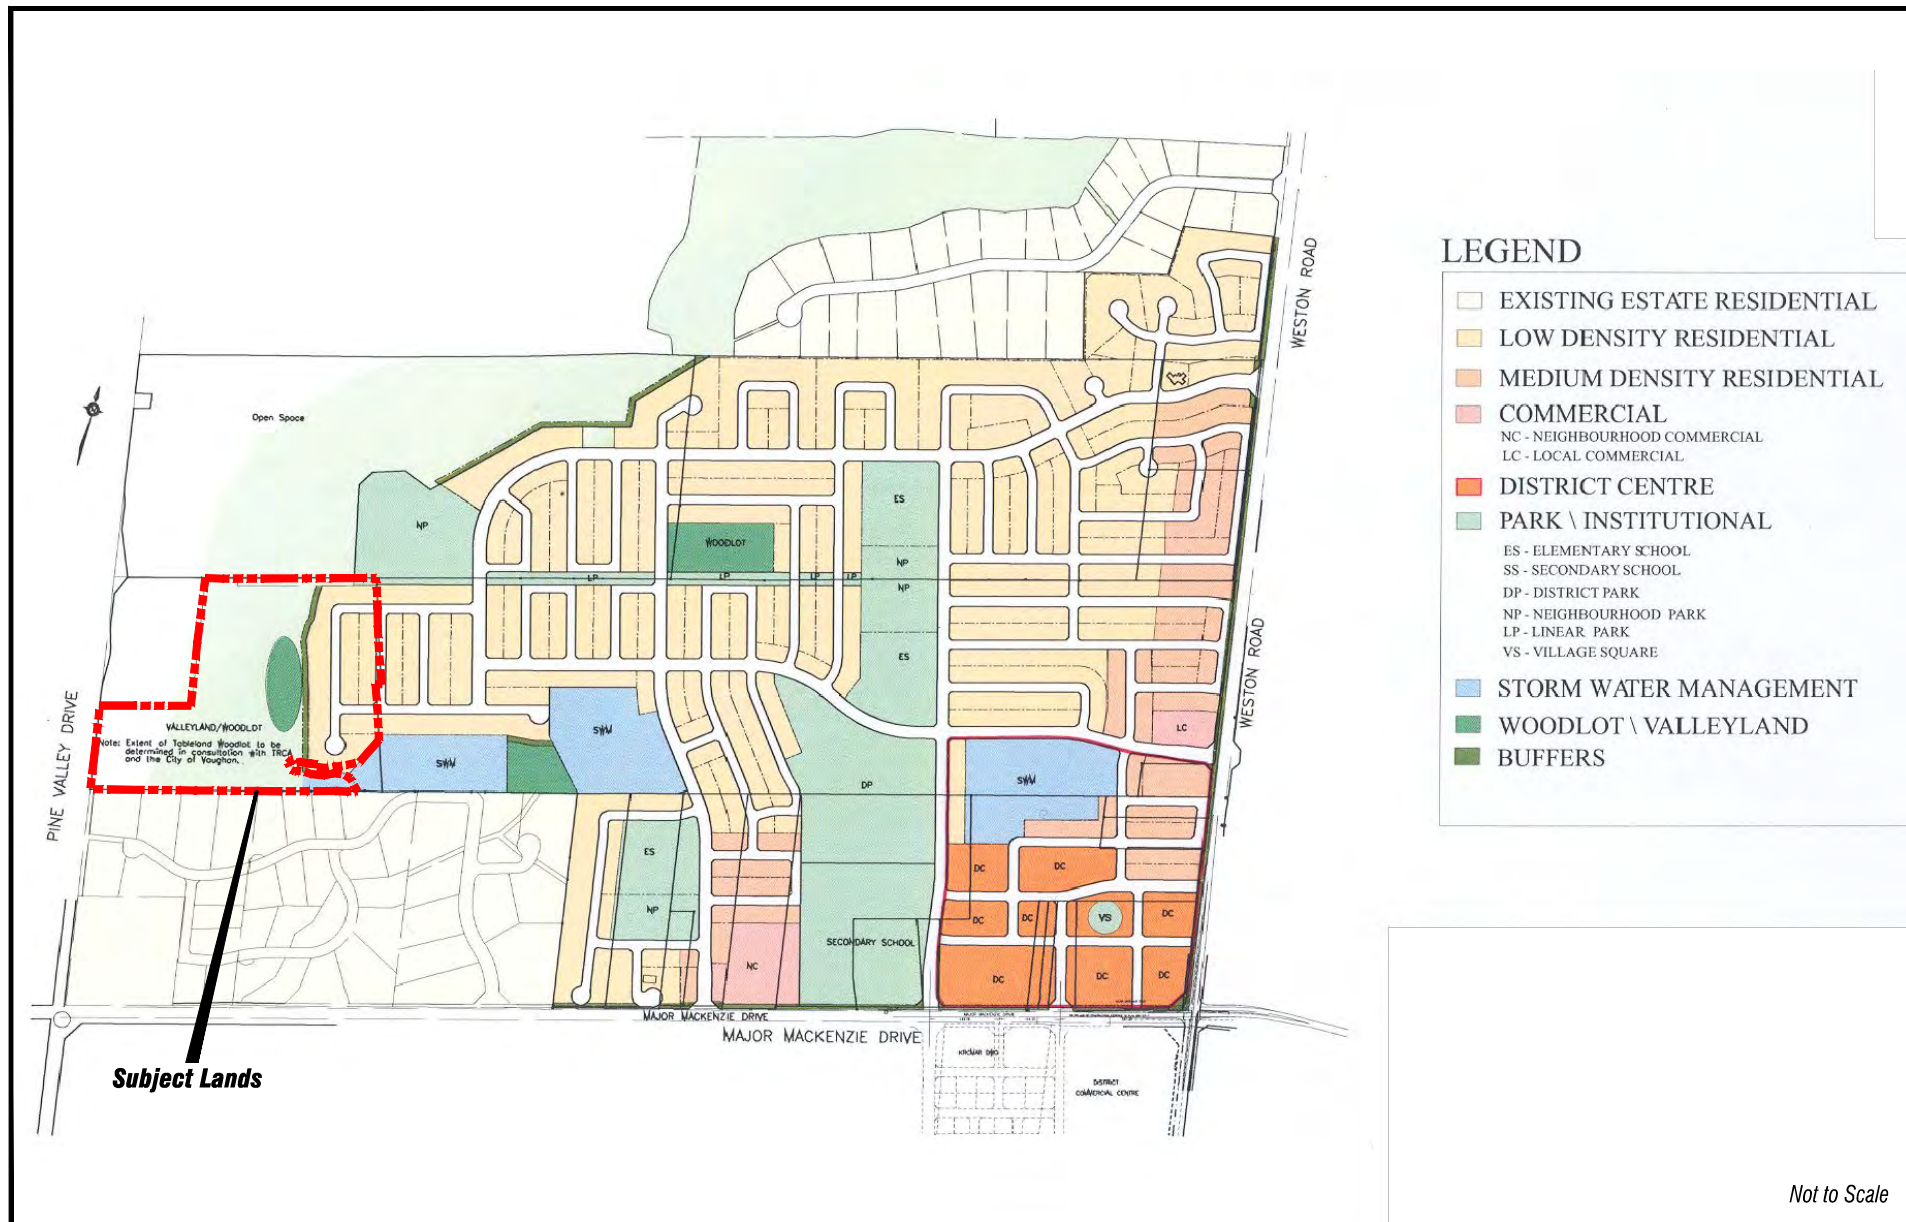 WESTON ROAD
LEGEND
EXISTING ESTATE RESIDENTIAL
LOW DENSITY RESIDENTIAL
MEDIUM DENSITY RESIDENTIAL
COMMERCIAL
NC - NEIGHBOURHOOD COMMERCIAL
LC - LOCAL COMMERCIAL
DISTRICT CENTRE
PARK \ INSTITUTIONAL
ES - ELEMENTARY SCHOOL
SS - SECONDARY SCHOOL
DP - DISTRICT PARK
NP - NEIGHBOURHOOD PARK
LP - LINEAR PARK
VS - VILLAGE SQUARE
STORM WATER MANAGEMENT
WOODLOT \ VALLEYLAND
BUFFERS
Open Space
NP
ES
WOODLOT
NP
LP
LP
LP
LP
NP
ES
WESTON ROAD
PINE VALLEY DRIVE
VALLEYLAND/WOODLOT
Note: Extent of Tableland Woodlot to be
determined in consultation with TRCA
and the City of Vaughan.
SWM
SWM
LC
SWM
DP
ES
NP
DC
DC
DC
DC
VS
DC
SECONDARY SCHOOL
NC
DC
DC
DC
MAJOR MACKENZIE DRIVE
MAJOR MACKENZIE DRIVE
MAJOR MACKENZIE DRIVE
Subject Lands
DISTRICT
COMMERCIAL CENTRE
Not to Scale